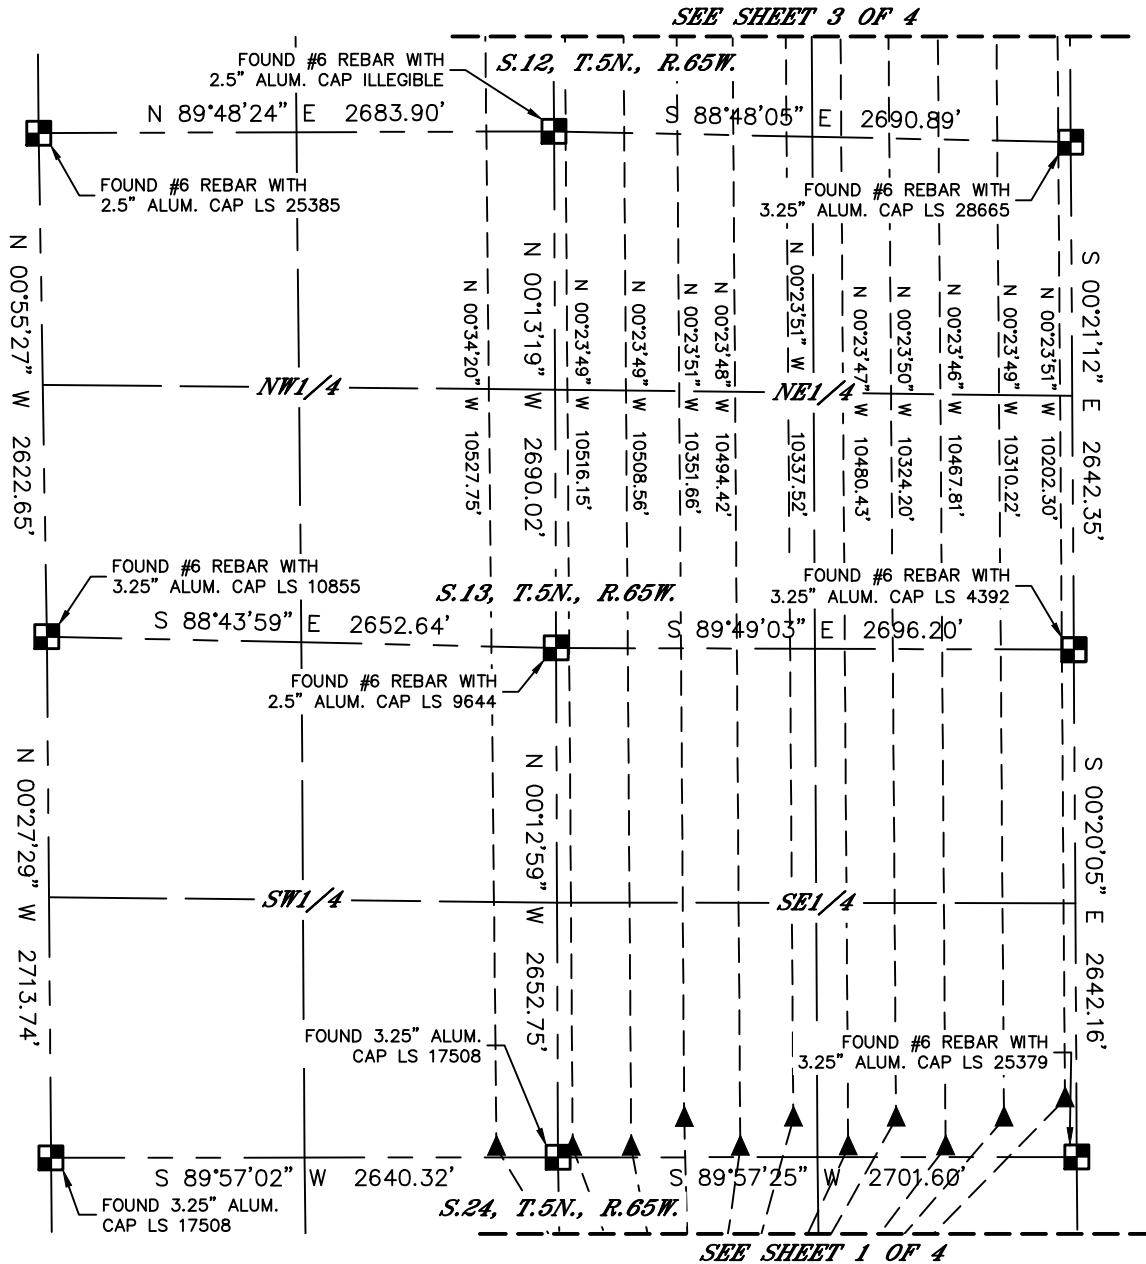 SEE SHEET 3 OF 4
FOUND #6 REBAR WITH
2.5" ALUM. CAP ILLEGIBLE
S.12, T.5N., R.65W.
N 89°48'24" E 2683.90'
S 88°48'05" E 2690.89'
FOUND #6 REBAR WITH
2.5" ALUM. CAP LS 25385
FOUND #6 REBAR WITH
3.25" ALUM. CAP LS 28665
N 00°55'27" W 2622.65'
N 00°34'20" W 10527.75'
N 00°13'19" W 2690.02'
N 00°23'49" W 10516.15'
N 00°23'49" W 10508.56'
N 00°23'51" W 10351.66'
N 00°23'48" W 10494.42'
N 00°23'51" W 10337.52'
N 00°23'47" W 10480.43'
N 00°23'50" W 10324.20'
N 00°23'46" W 10467.81'
N 00°23'49" W 10310.22'
N 00°23'51" W 10202.30'
S 00°21'12" E 2642.35'
NW1/4
NE1/4
FOUND #6 REBAR WITH
3.25" ALUM. CAP LS 10855
S.13, T.5N., R.65W.
FOUND #6 REBAR WITH
3.25" ALUM. CAP LS 4392
S 88°43'59" E 2652.64'
S 89°49'03" E 2696.20'
FOUND #6 REBAR WITH
2.5" ALUM. CAP LS 9644
N 00°27'29" W 2713.74'
N 00°12'59" W 2652.75'
S 00°20'05" E 2642.16'
SW1/4
SE1/4
FOUND 3.25" ALUM.
CAP LS 17508
FOUND #6 REBAR WITH
3.25" ALUM. CAP LS 25379
S 89°57'02" W 2640.32'
S 89°57'25" W 2701.60'
FOUND 3.25" ALUM.
CAP LS 17508
S.24, T.5N., R.65W.
SEE SHEET 1 OF 4